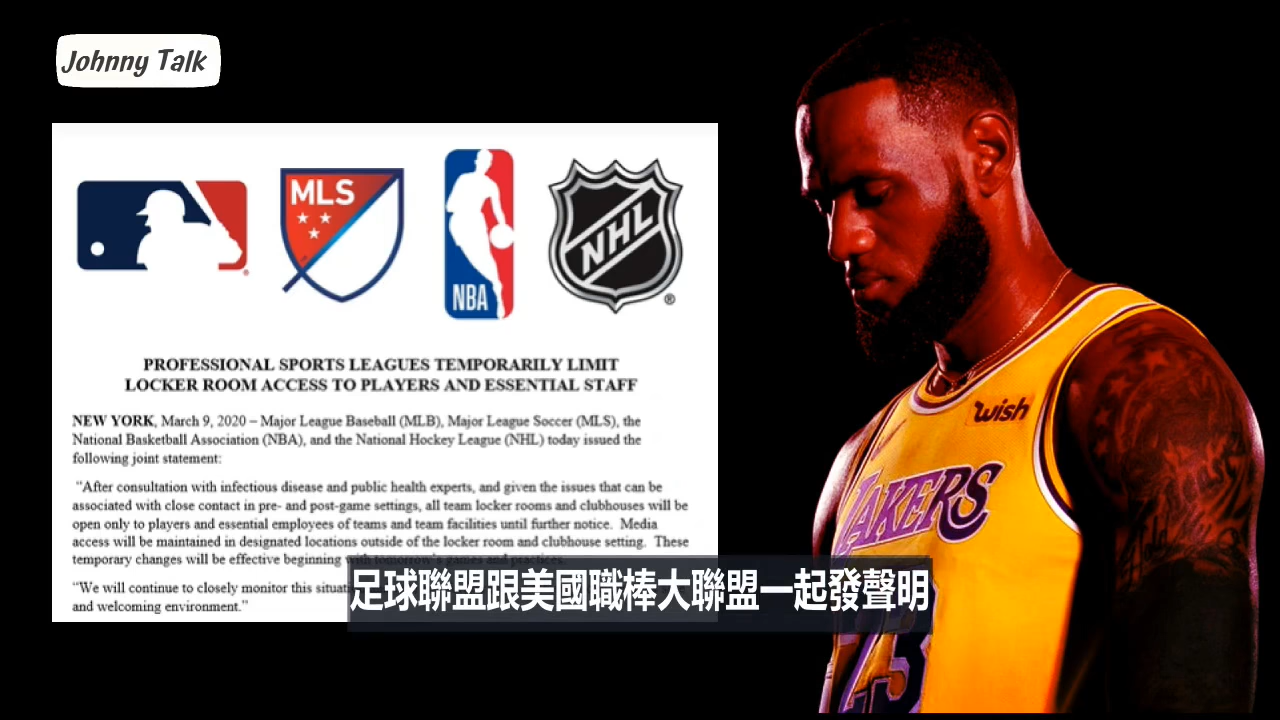 Johnny Talk
MLS
NBA
NHL
®
PROFESSIONAL SPORTS LEAGUES TEMPORARILY LIMIT
LOCKER ROOM ACCESS TO PLAYERS AND ESSENTIAL STAFF
NEW YORK, March 9, 2020 – Major League Baseball (MLB), Major League Soccer (MLS), the
National Basketball Association (NBA), and the National Hockey League (NHL) today issued the
following joint statement:
"After consultation with infectious disease and public health experts, and given the issues that can be
associated with close contact in pre- and post-game settings, all team locker rooms and clubhouses will be
open only to players and essential employees of teams and team facilities until further notice. Media
access will be maintained in designated locations outside of the locker room and clubhouse setting. These
temporary changes will be effective beginning with tomorrow's games and practices.
"We will continue to closely monitor this situat
and welcoming environment."
wish
LAKERS
23
足球聯盟跟美國職棒大聯盟一起發聲明